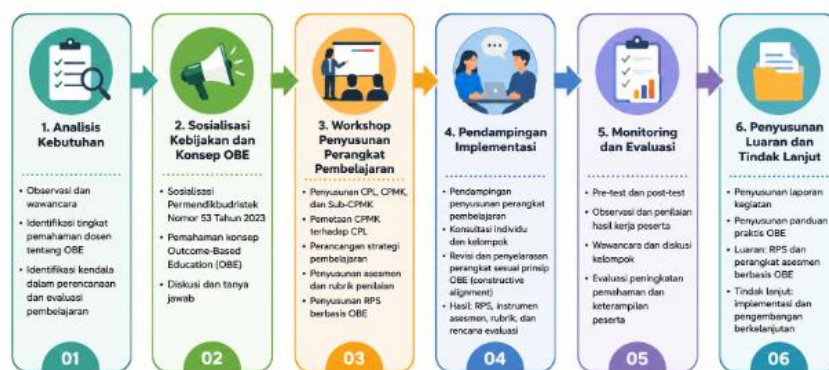 1. Analisis
Kebutuhan
• Observasi dan
wawancara
• Identifikasi tingkat
pemahaman dosen
tentang OBE
• Identifikasi kendala
dalam perencanaan
dan evaluasi
pembelajaran
01
2. Sosialisasi
Kebijakan dan
Konsep OBE
• Sosialisasi
Permendikbudristek
Nomor 53 Tahun 2023
• Pemahaman konsep
Outcome-Based
Education (OBE)
• Diskusi dan tanya
jawab
02
3. Workshop
Penyusunan
Perangkat
Pembelajaran
• Penyusunan CPL, CPMK,
dan Sub-CPMK
• Pemetaan CPMK
terhadap CPL
• Perancangan strategi
pembelajaran
• Penyusunan asesmen
dan rubrik penilaian
• Penyusunan RPS
berbasis OBE
03
4. Pendampingan
Implementasi
• Pendampingan
penyusunan perangkat
pembelajaran
• Konsultasi individu
dan kelompok
• Revisi dan penyelarasan
perangkat sesuai prinsip
OBE (constructive
alignment)
• Hasil: RPS, instrumen
asesmen, rubrik, dan
rencana evaluasi
04
5. Monitoring
dan Evaluasi
• Pre-test dan post-test
• Observasi dan penilaian
hasil kerja peserta
• Wawancara dan diskusi
kelompok
• Evaluasi peningkatan
pemahaman dan
keterampilan
peserta
05
6. Penyusunan
Luaran dan
Tindak Lanjut
• Penyusunan laporan
kegiatan
• Penyusunan panduan
praktis OBE
• Luaran: RPS dan
perangkat asesmen
berbasis OBE
• Tindak lanjut:
implementasi dan
pengembangan
berkelanjutan
06